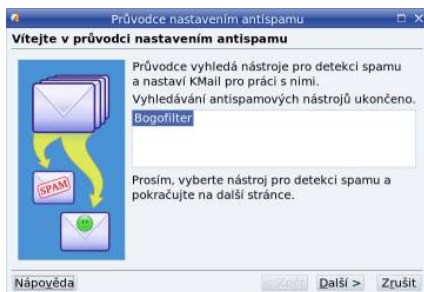 Průvodce nastavením antispamu
Vítejte v průvodci nastavením antispamu
Průvodce vyhledá nástroje pro detekci spamu
a nastaví KMail pro práci s nimi.
Vyhledávání antispamových nástrojů ukončeno.
Bogofilter
SPAM
Prosím, vyberte nástroj pro detekci spamu a
pokračujte na další stránce.
Nápověda < Zpět Další > Zrušit